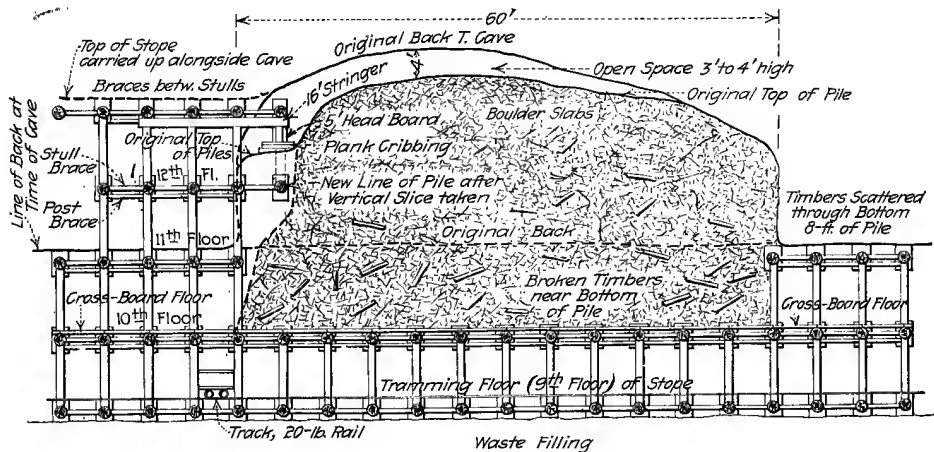 60'
Original Back T. Cave
Top of Stope
carried up alongside Cave
Braces betw. Stulls
16' Stringer
4'
Open Space 3' to 4' high
Original Top of Pile
5' Head Board
Boulder Slabs
Original Top
of Piles
Plank Cribbing
Line of Back at
Time of Cave
Stull
Brace
12th Fl.
New Line of Pile after
Vertical Slice taken
Post
Brace
Timbers Scattered
through Bottom
8-ft. of Pile
11th Floor
Original Back
Cross-Board Floor
10th Floor
Broken Timbers
near Bottom
of Pile
Cross-Board Floor
Tramming Floor (9th Floor) of Stope
Track, 20-lb. Rail
Waste Filling